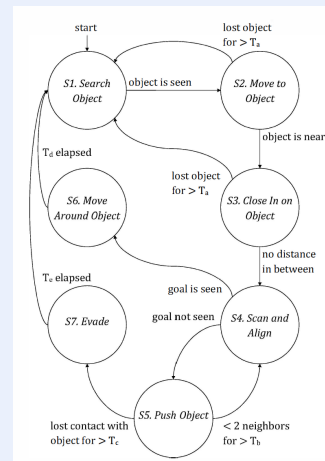 start
lost object
for > Tₐ
S1. Search
Object
object is seen
S2. Move to
Object
object is near
T_d elapsed
lost object
for > Tₐ
S6. Move
Around Object
S3. Close In on
Object
no distance
in between
T_e elapsed
goal is seen
goal not seen
S7. Evade
S4. Scan and
Align
S5. Push Object
lost contact with
object for > T_c
< 2 neighbors
for > T_b